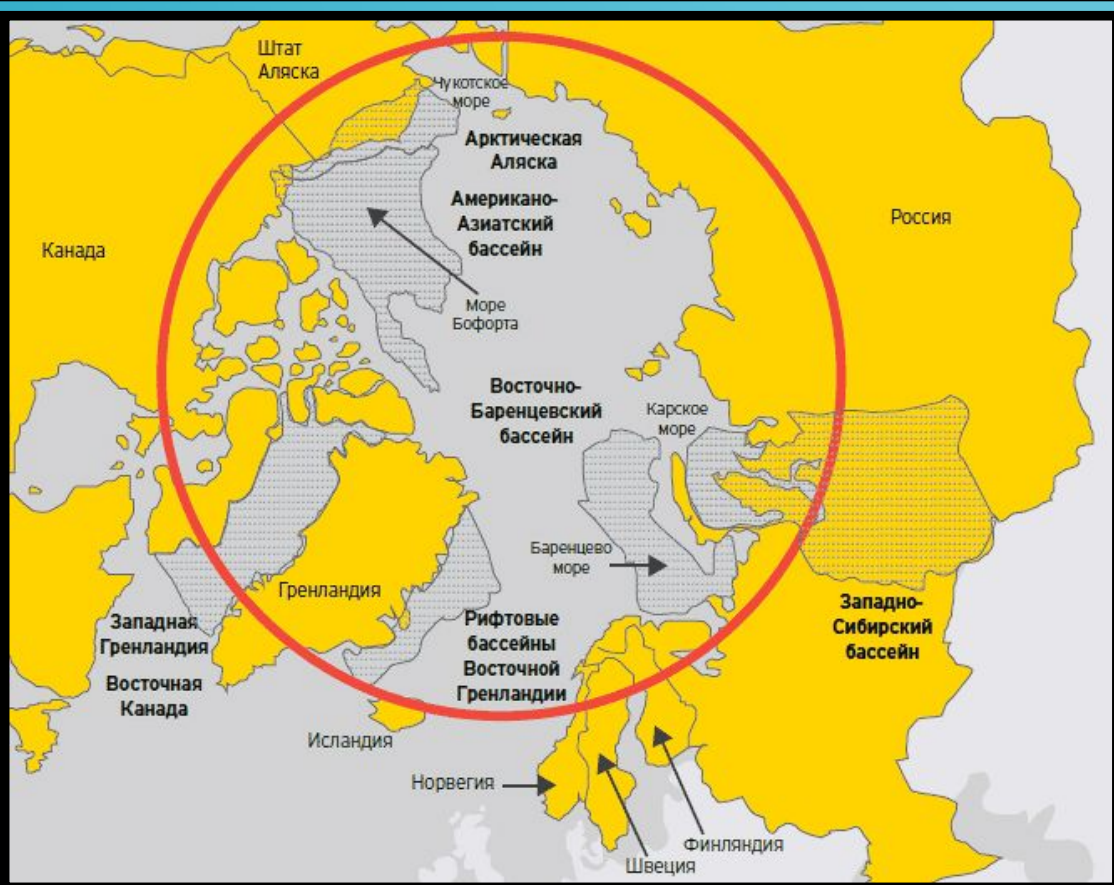 Штат
Аляска
Чукотское
море
Арктическая
Аляска
Американо-
Азиатский
бассейн
Россия
Канада
Море
Бофорта
Восточно-
Баренцевский
бассейн
Карское
море
Баренцево
море
Гренландия
Западная
Гренландия
Восточная
Канада
Рифтовые
бассейны
Восточной
Гренландии
Западно-
Сибирский
бассейн
Исландия
Норвегия
Финляндия
Швеция